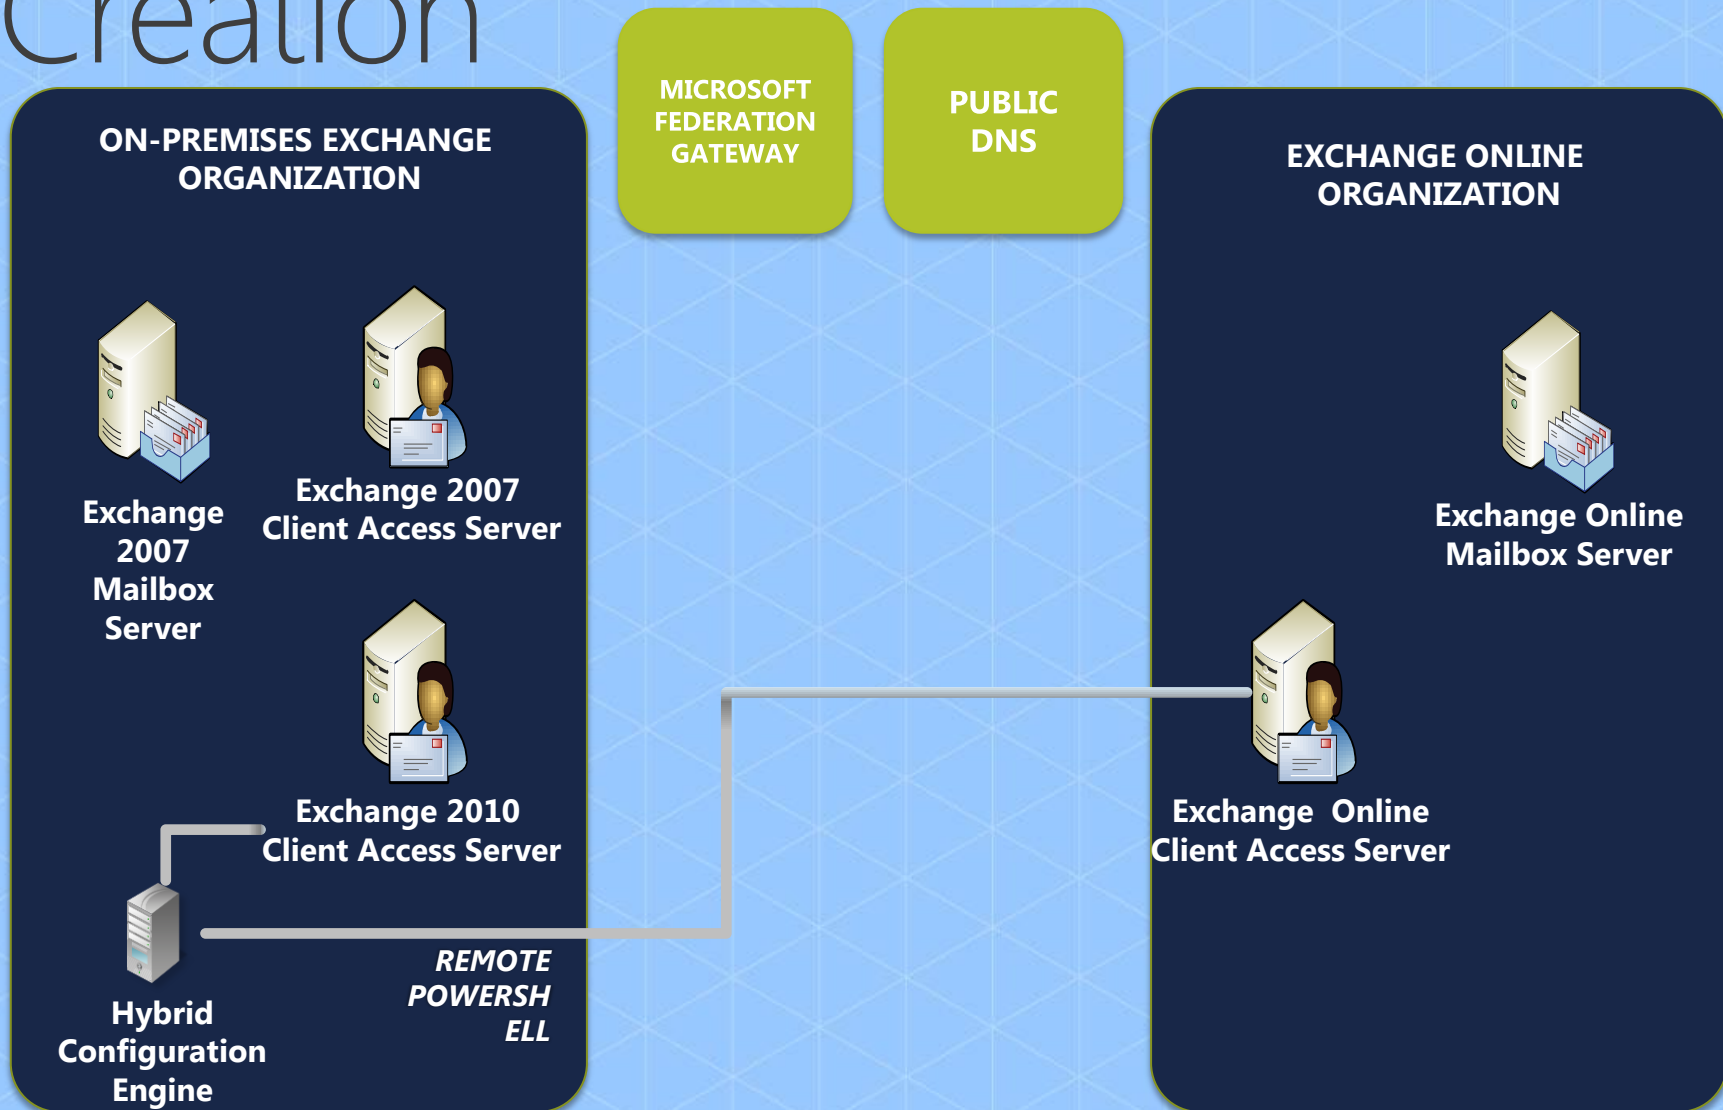 Creation
ON-PREMISES EXCHANGE
ORGANIZATION
MICROSOFT
FEDERATION
GATEWAY
PUBLIC
DNS
EXCHANGE ONLINE
ORGANIZATION
Exchange
2007
Mailbox
Server
Exchange 2007
Client Access Server
Exchange Online
Mailbox Server
Exchange 2010
Client Access Server
Exchange  Online
Client Access Server
REMOTE
POWERSH
ELL
Hybrid
Configuration
Engine